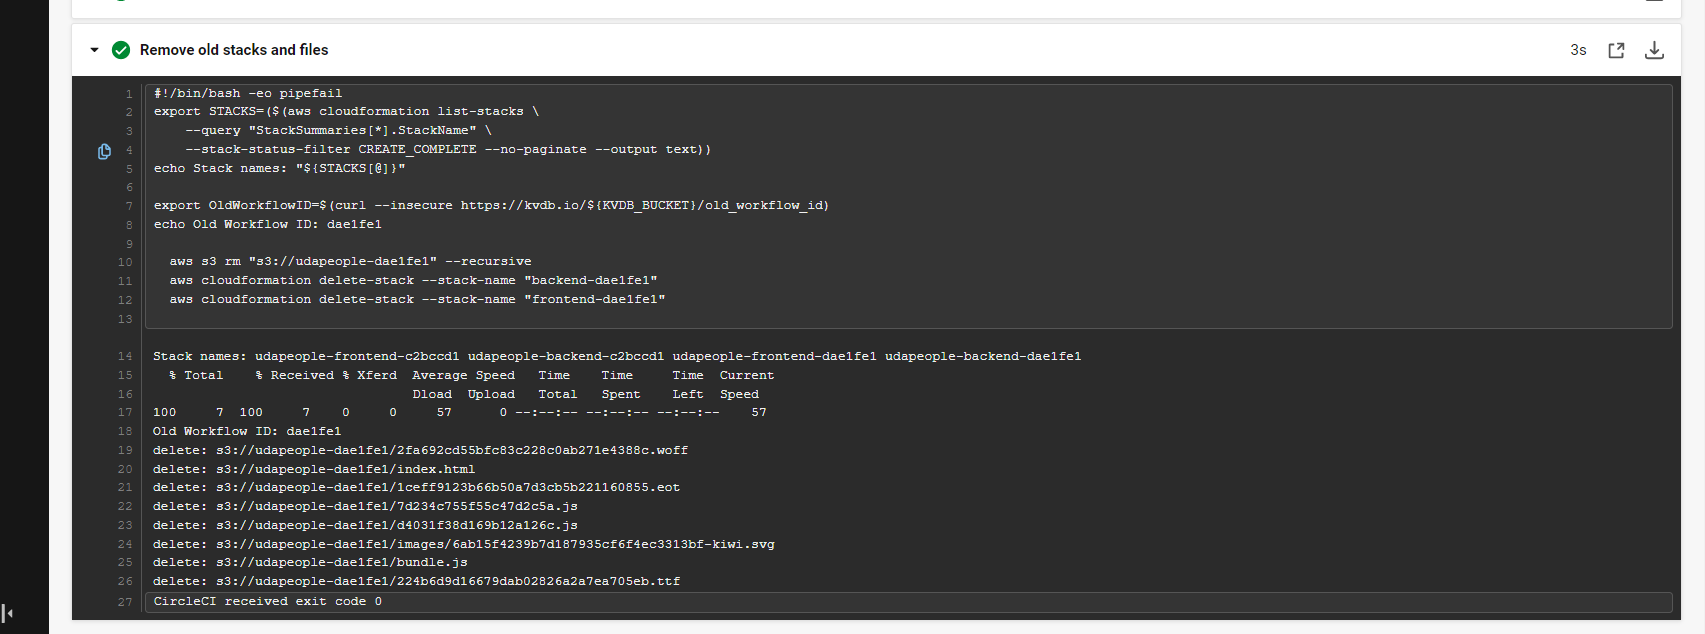 Remove old stacks and files
3s
1 #!/bin/bash -eo pipefail
2 export STACKS=($(aws cloudformation list-stacks \
3     --query "StackSummaries[*].StackName" \
4     --stack-status-filter CREATE_COMPLETE --no-paginate --output text))
5 echo Stack names: "${STACKS[@]}"
6
7 export OldWorkflowID=$(curl --insecure https://kvdb.io/${KVDB_BUCKET}/old_workflow_id)
8 echo Old Workflow ID: dae1fe1
9
10   aws s3 rm "s3://udapeople-dae1fe1" --recursive
11   aws cloudformation delete-stack --stack-name "backend-dae1fe1"
12   aws cloudformation delete-stack --stack-name "frontend-dae1fe1"
13
14 Stack names: udapeople-frontend-c2bccd1 udapeople-backend-c2bccd1 udapeople-frontend-dae1fe1 udapeople-backend-dae1fe1
15   % Total    % Received % Xferd  Average Speed   Time    Time     Time  Current
16                                  Dload  Upload   Total   Spent    Left  Speed
17 100     7  100     7    0     0     57      0 --:--:-- --:--:-- --:--:--    57
18 Old Workflow ID: dae1fe1
19 delete: s3://udapeople-dae1fe1/2fa692cd55bfc83c228c0ab271e4388c.woff
20 delete: s3://udapeople-dae1fe1/index.html
21 delete: s3://udapeople-dae1fe1/1ceff9123b66b50a7d3cb5b221160855.eot
22 delete: s3://udapeople-dae1fe1/7d234c755f55c47d2c5a.js
23 delete: s3://udapeople-dae1fe1/d4031f38d169b12a126c.js
24 delete: s3://udapeople-dae1fe1/images/6ab15f4239b7d187935cf6f4ec3313bf-kiwi.svg
25 delete: s3://udapeople-dae1fe1/bundle.js
26 delete: s3://udapeople-dae1fe1/224b6d9d16679dab02826a2a7ea705eb.ttf
27 CircleCI received exit code 0